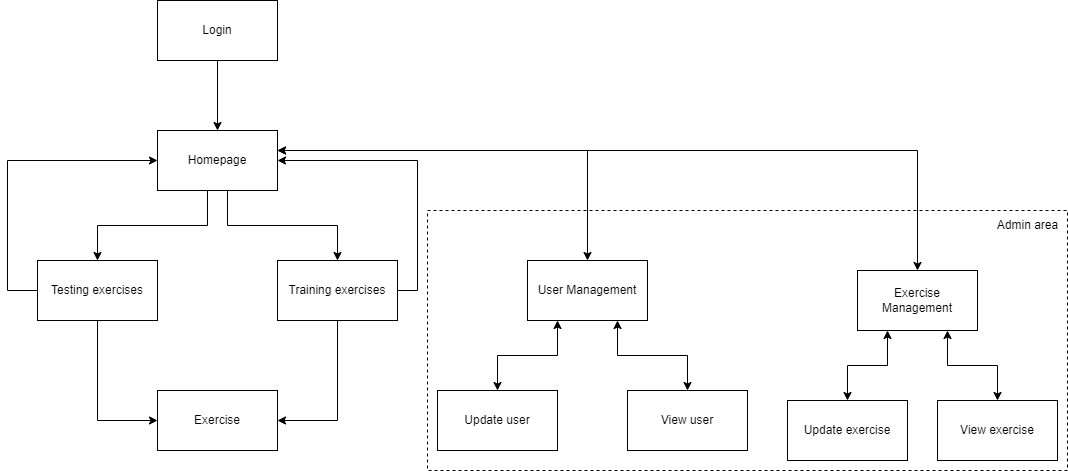 Login
Homepage
Admin area
Testing exercises
Training exercises
User Management
Exercise
Management
Exercise
Update user
View user
Update exercise
View exercise